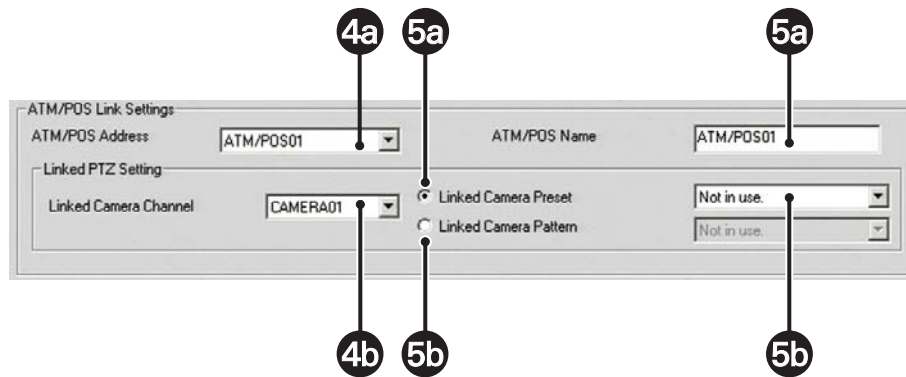 4a 5a 5a
ATM/POS Link Settings
ATM/POS Address ATM/POS01 ATM/POS Name ATM/POS01
Linked PTZ Setting
Linked Camera Channel CAMERA01 Linked Camera Preset Not in use.
Linked Camera Pattern Not in use.
4b 5b 5b